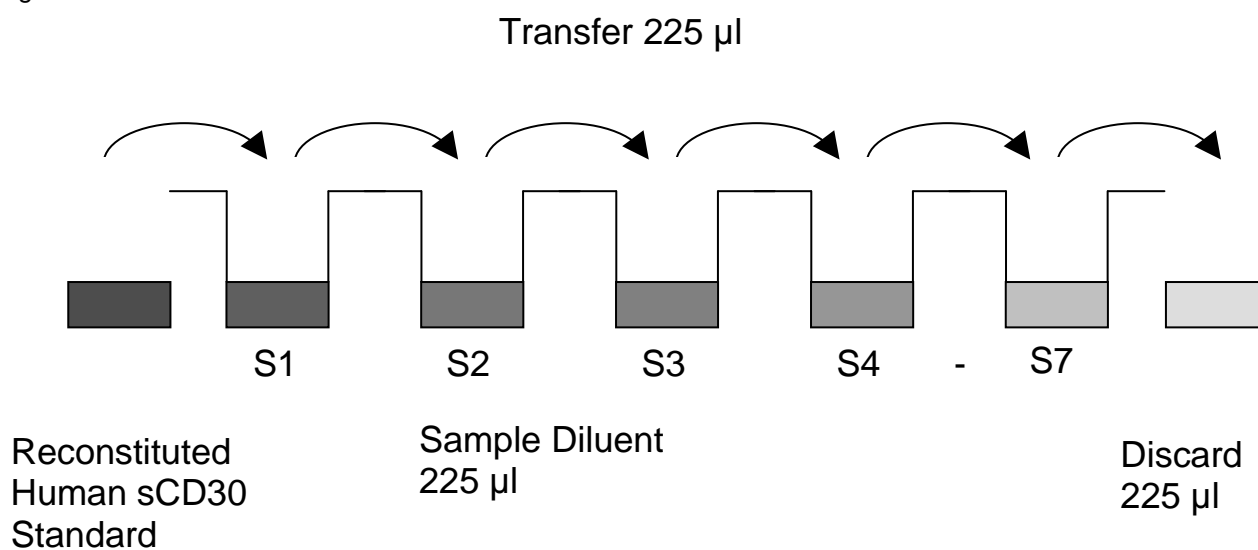 Transfer 225 µl
S1 S2 S3 S4 - S7
Reconstituted
Human sCD30
Standard
Sample Diluent
225 µl
Discard
225 µl